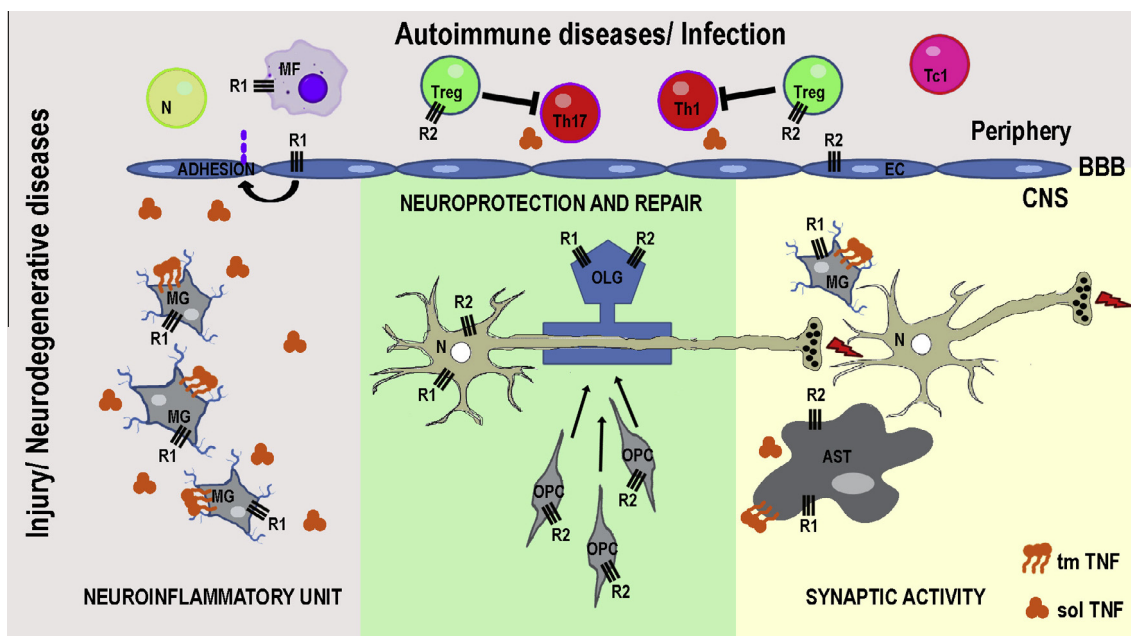 Autoimmune diseases/ Infection
Injury/ Neurodegenerative diseases
N
R1
MF
Treg
R2
Th17
Th1
Treg
R2
Tc1
Periphery
ADHESION
R1
R2
EC
BBB
CNS
NEUROPROTECTION AND REPAIR
MG
R1
MG
R1
MG
R1
NEUROINFLAMMATORY UNIT
R1
R2
OLG
R2
N
R1
OPC
R2
OPC
R2
OPC
R2
R1
MG
N
R2
AST
R1
SYNAPTIC ACTIVITY
tm TNF
sol TNF